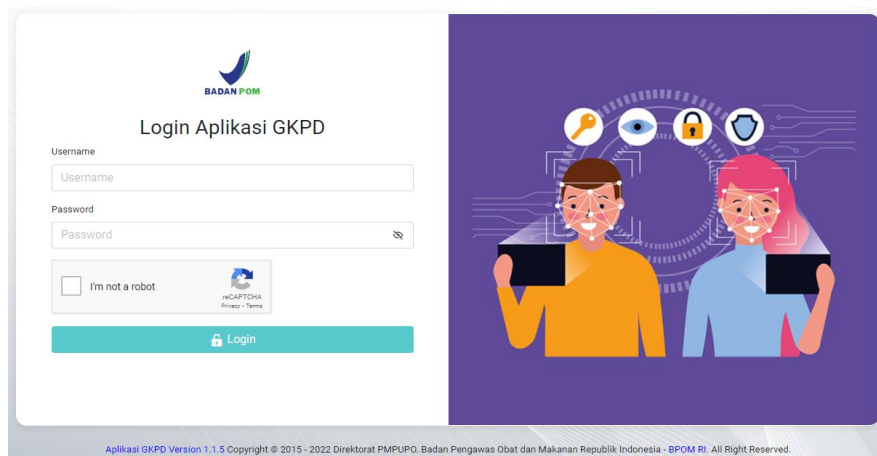 BADAN POM
Login Aplikasi GKPD
Username
Username
Password
Password
I'm not a robot
reCAPTCHA
Privacy - Terms
Login
Aplikasi GKPD Version 1.1.5 Copyright © 2015 - 2022 Direktorat PMPUPO. Badan Pengawas Obat dan Makanan Republik Indonesia - BPOM RI. All Right Reserved.